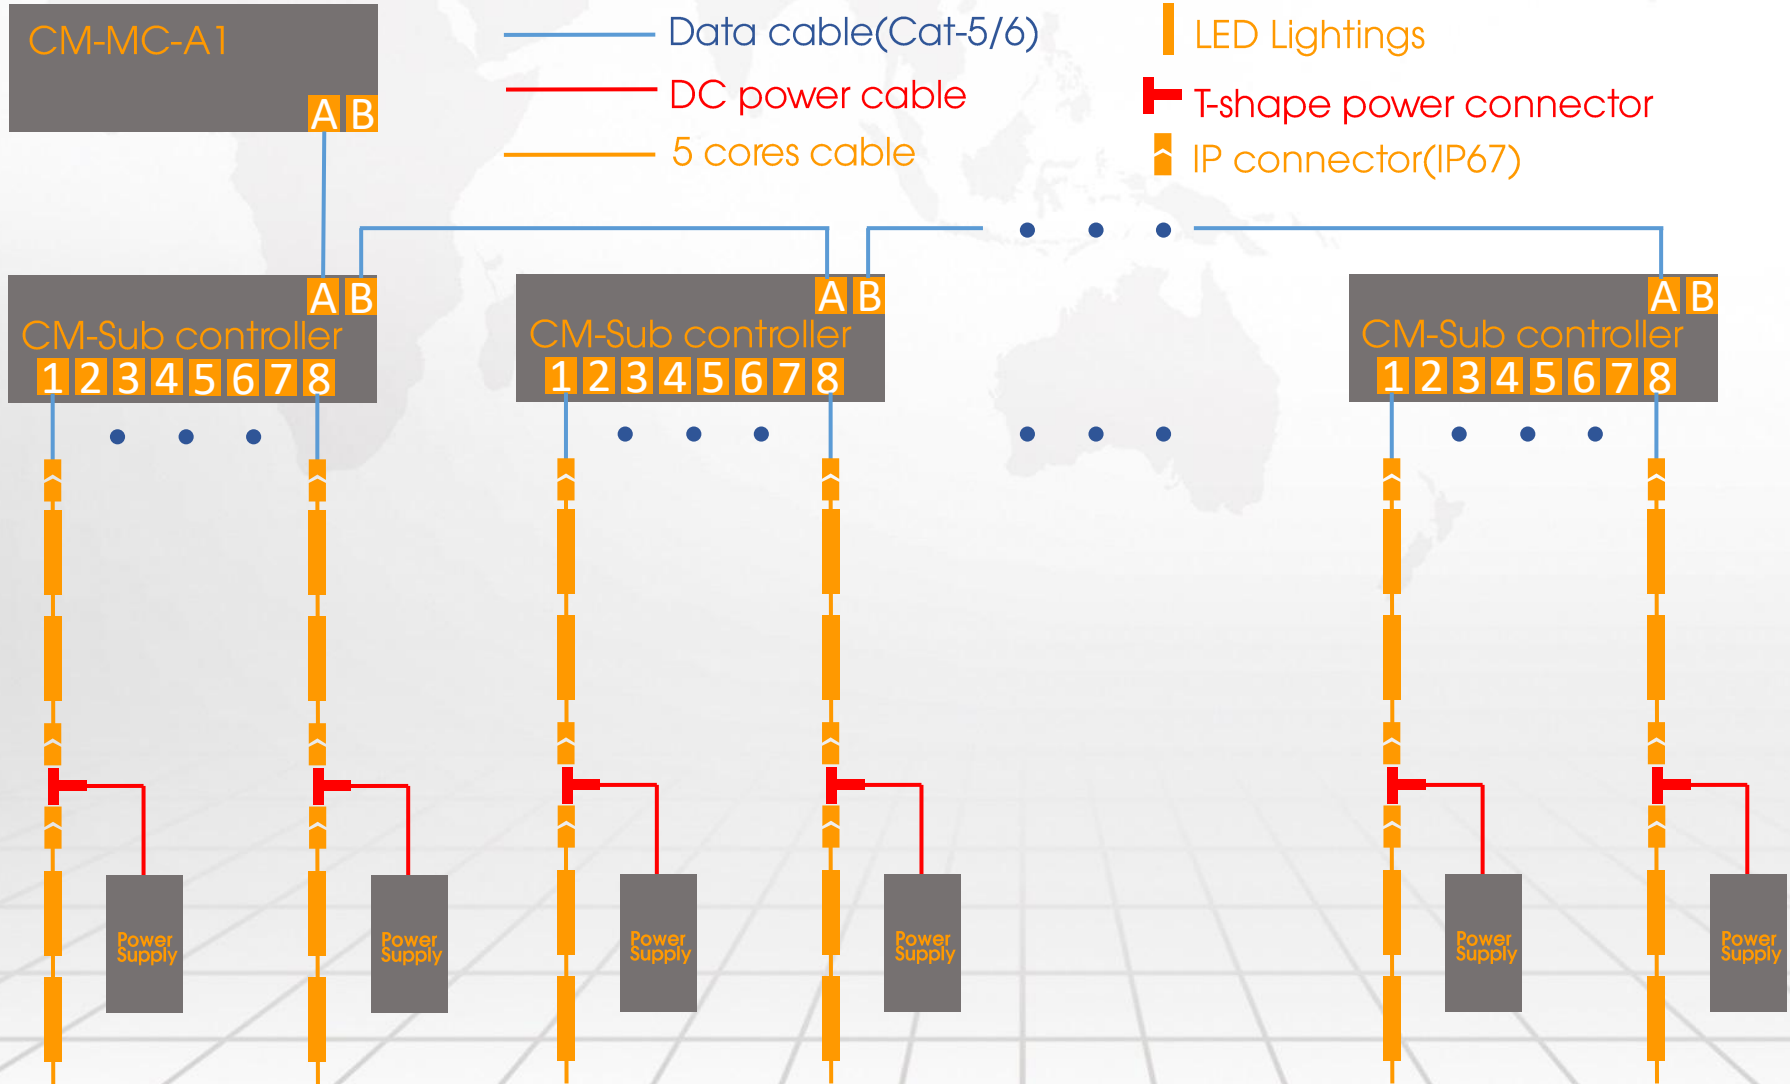 CM-MC-A1
A B
Data cable(Cat-5/6)
DC power cable
5 cores cable
LED Lightings
T-shape power connector
IP connector(IP67)
A B
CM-Sub controller
1 2 3 4 5 6 7 8
A B
CM-Sub controller
1 2 3 4 5 6 7 8
A B
CM-Sub controller
1 2 3 4 5 6 7 8
Power
Supply
Power
Supply
Power
Supply
Power
Supply
Power
Supply
Power
Supply